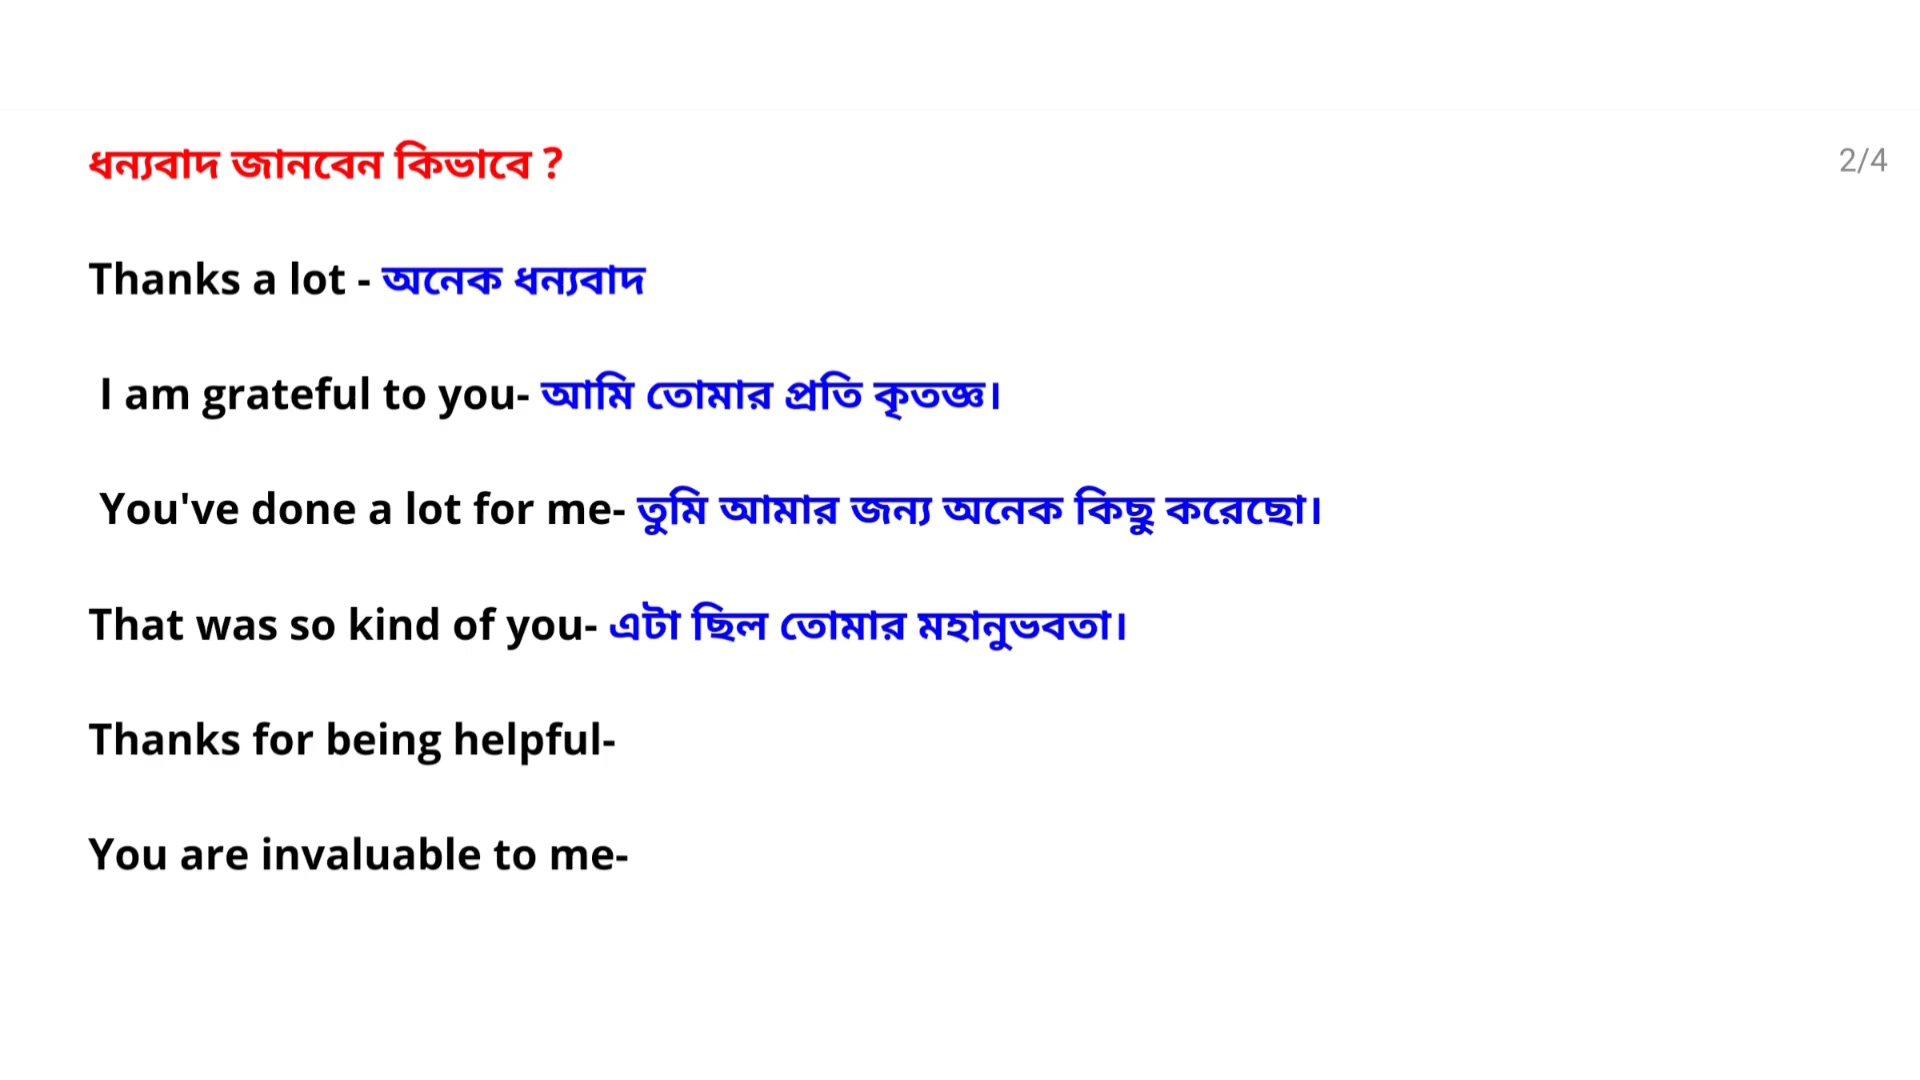 ধন্যবাদ জানবেন কিভাবে ?
2/4
Thanks a lot - অনেক ধন্যবাদ
I am grateful to you- আমি তোমার প্রতি কৃতজ্ঞ।
You've done a lot for me- তুমি আমার জন্য অনেক কিছু করেছো।
That was so kind of you- এটা ছিল তোমার মহানুভবতা।
Thanks for being helpful-
You are invaluable to me-